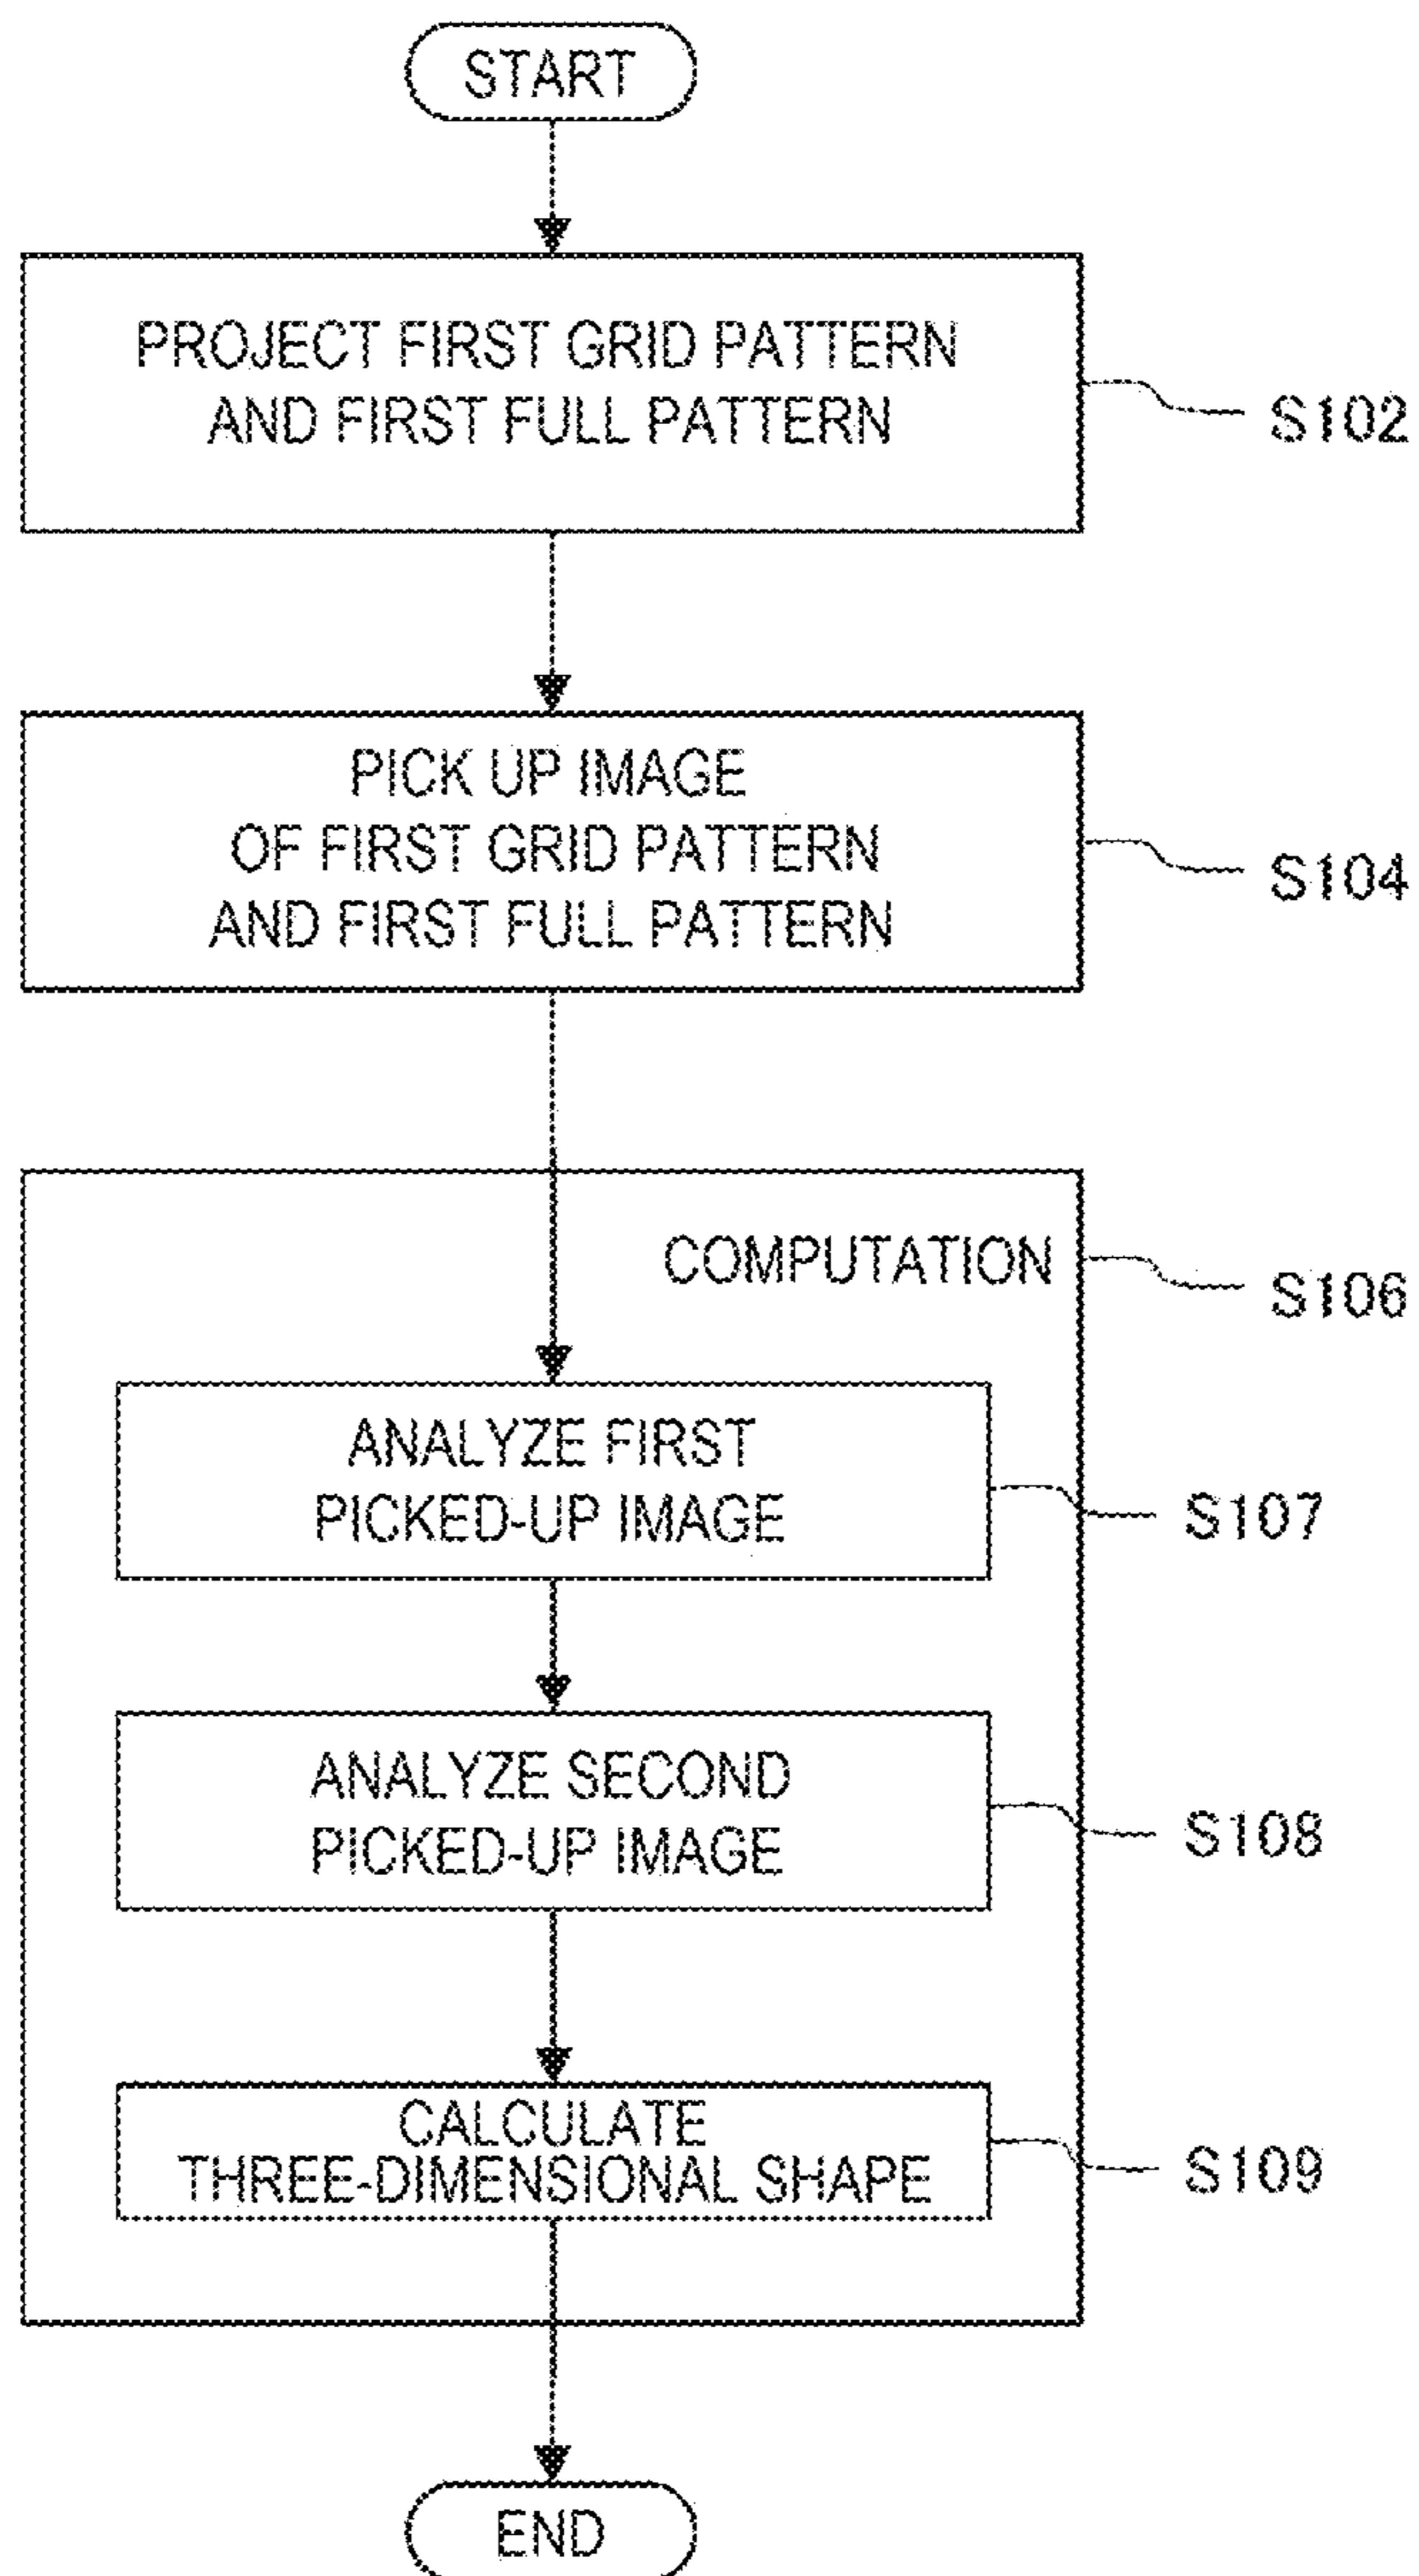 START
PROJECT FIRST GRID PATTERN
AND FIRST FULL PATTERN
S102
PICK UP IMAGE
OF FIRST GRID PATTERN
AND FIRST FULL PATTERN
S104
COMPUTATION
S106
ANALYZE FIRST
PICKED-UP IMAGE
S107
ANALYZE SECOND
PICKED-UP IMAGE
S108
CALCULATE
THREE-DIMENSIONAL SHAPE
S109
END